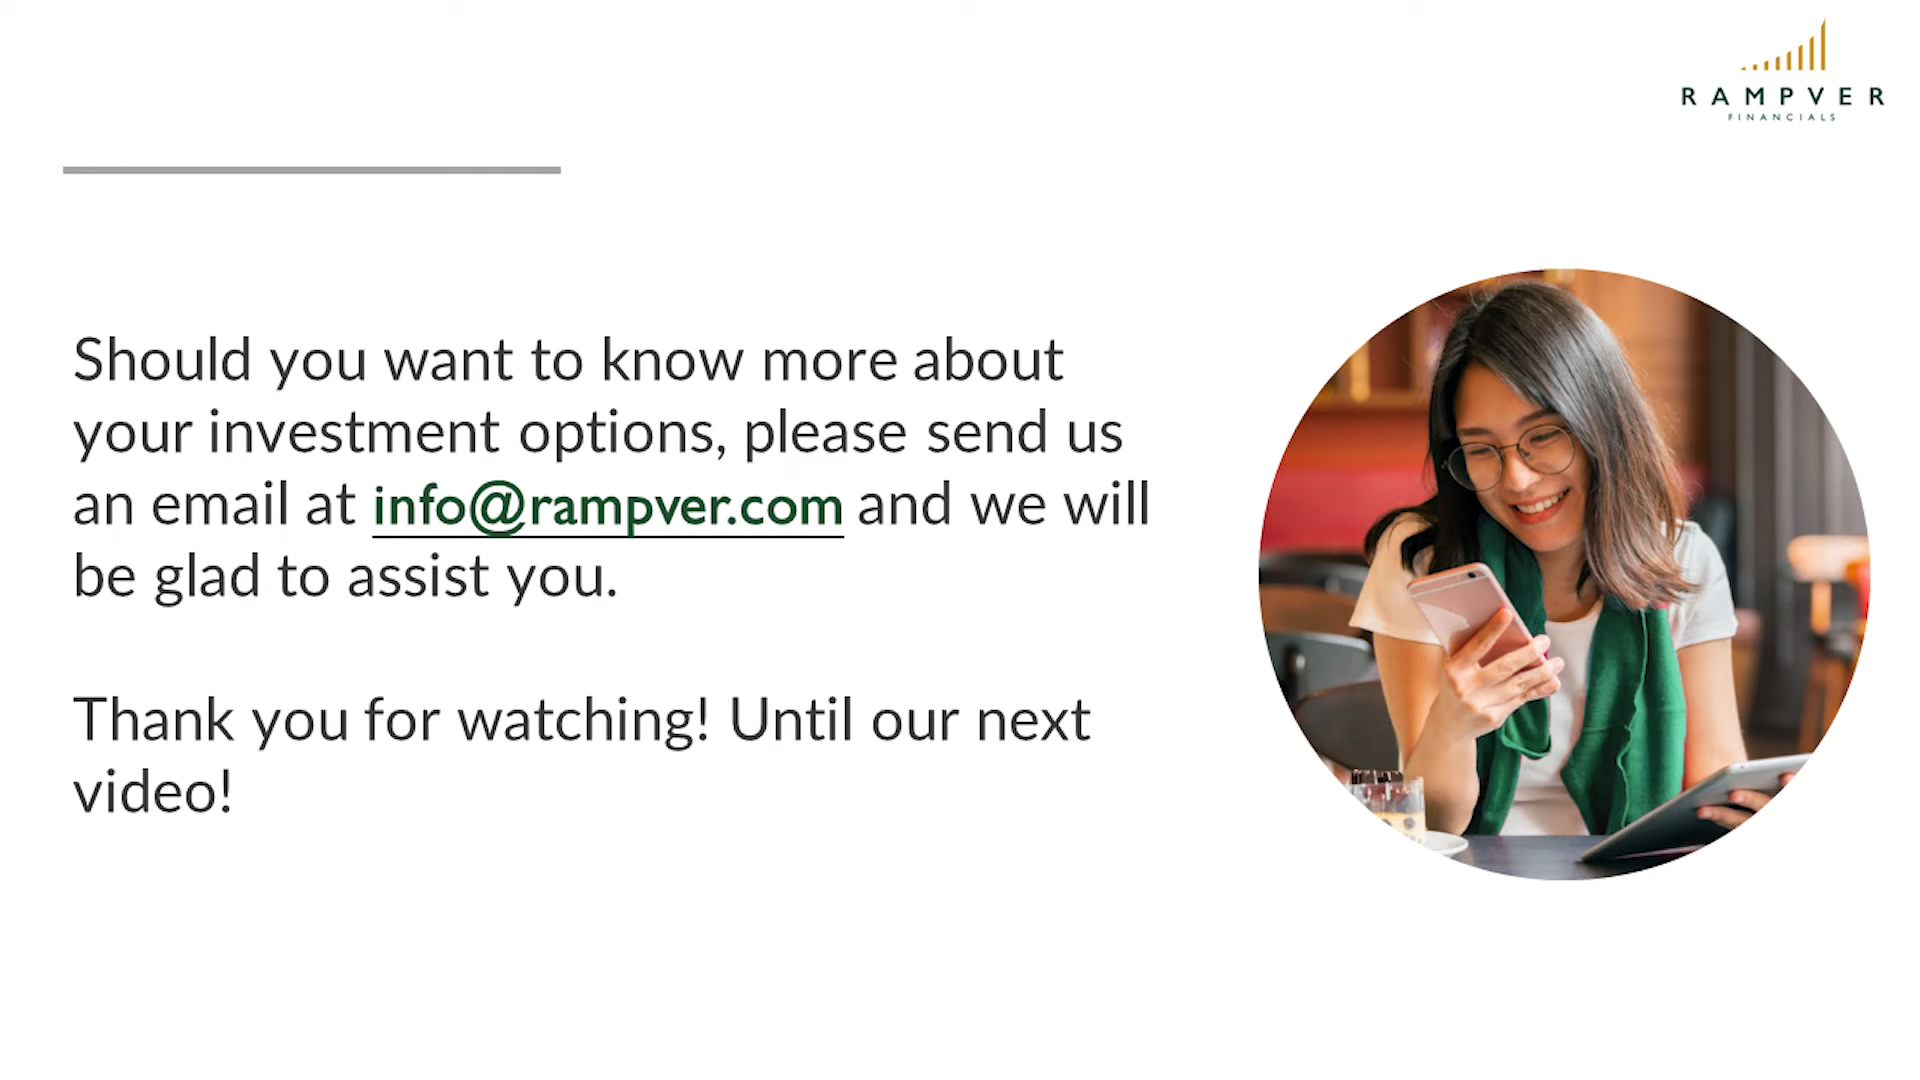 RAMPVER
FINANCIALS
Should you want to know more about
your investment options, please send us
an email at info@rampver.com and we will
be glad to assist you.
Thank you for watching! Until our next
video!